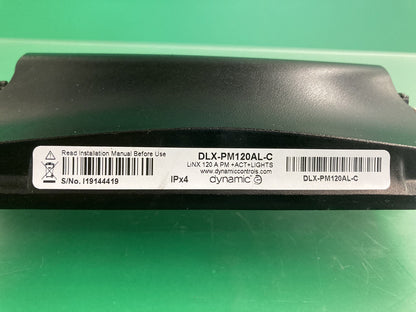 Read Installation Manual Before Use
S/No. I19144419
IPx4
DLX-PM120AL-C
LiNX 120 A PM +ACT+LIGHTS
www.dynamiccontrols.com
dynamic
DLX-PM120AL-C